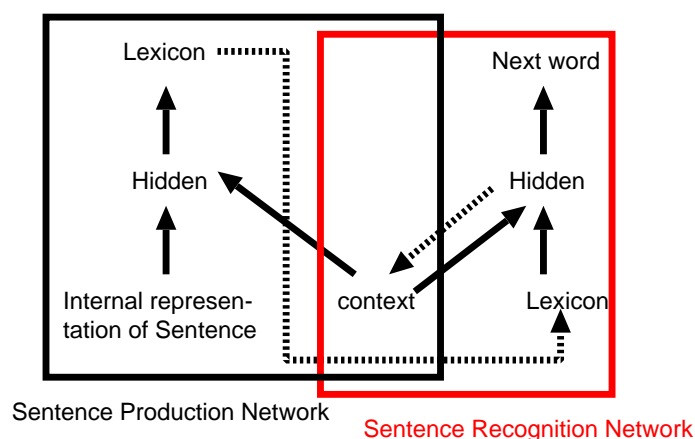 Lexicon
Next word
Hidden
Hidden
Internal represen-
tation of Sentence
context
Lexicon
Sentence Production Network
Sentence Recognition Network